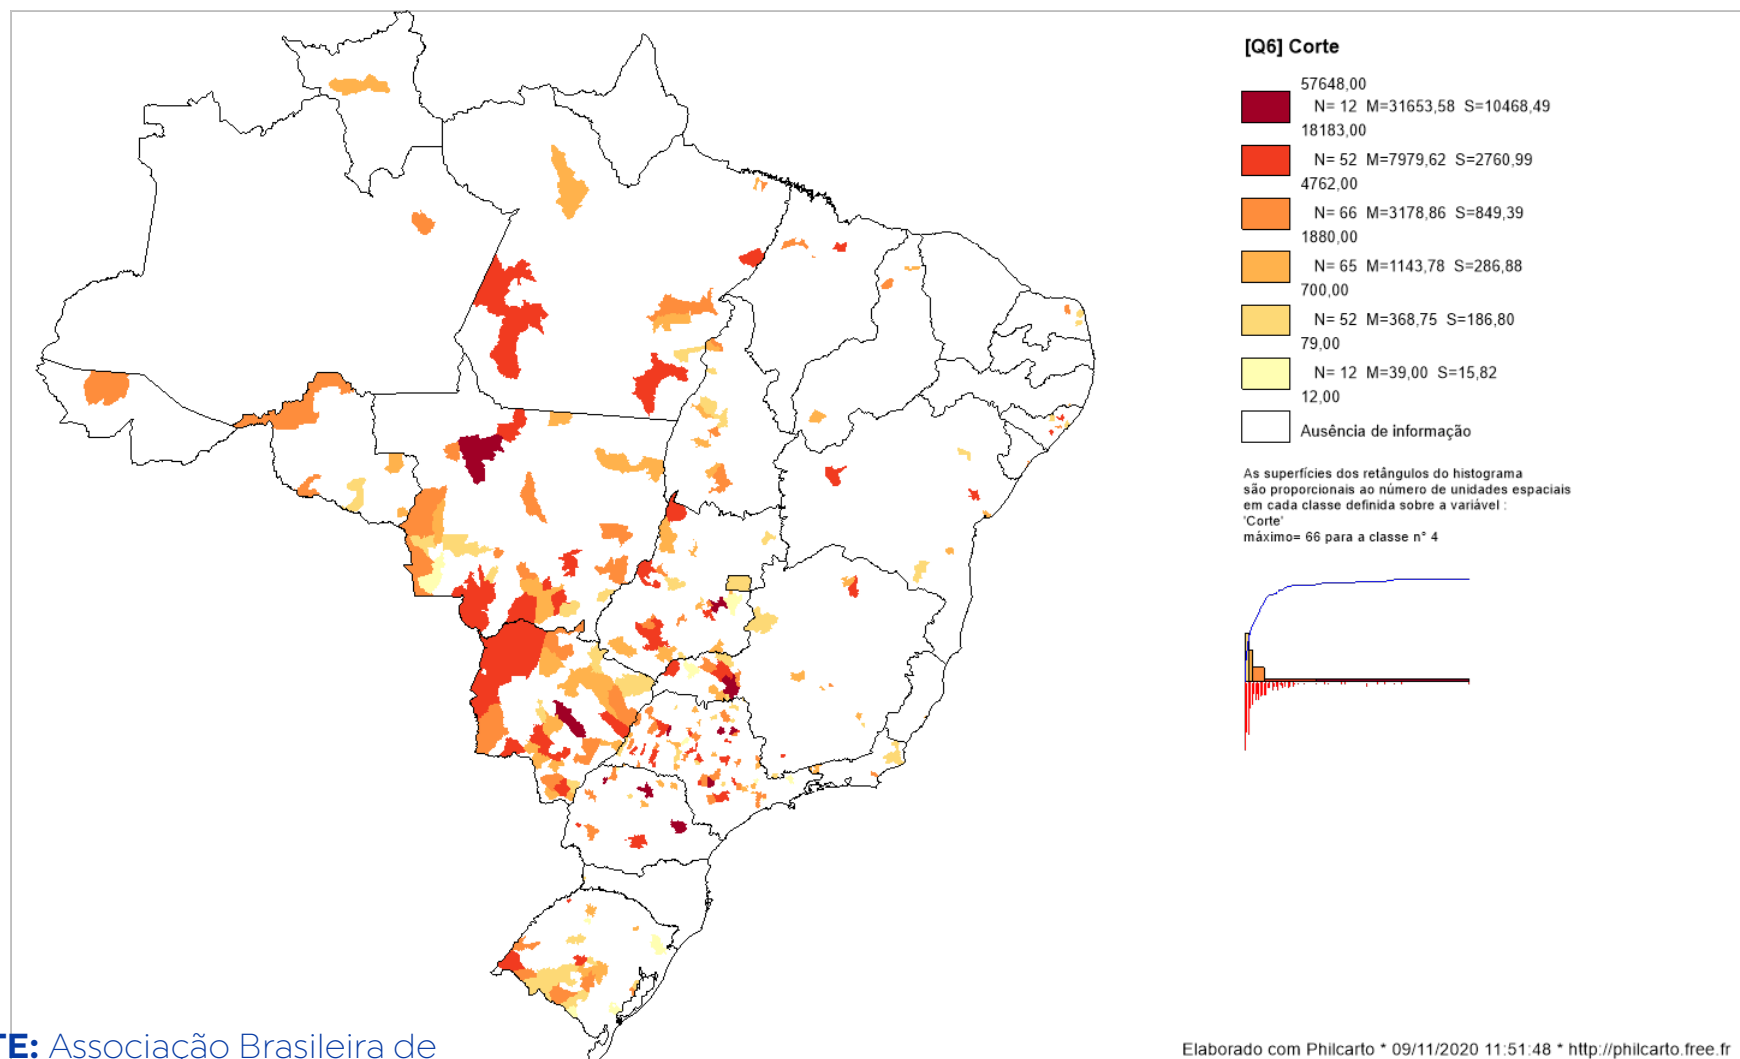 [Q6] Corte
57648,00
N= 12 M=31653,58 S=10468,49
18183,00
N= 52 M=7979,62 S=2760,99
4762,00
N= 66 M=3178,86 S=849,39
1880,00
N= 65 M=1143,78 S=286,88
700,00
N= 52 M=368,75 S=186,80
79,00
N= 12 M=39,00 S=15,82
12,00
Ausência de informação
As superfícies dos retângulos do histograma
são proporcionais ao número de unidades espaciais
em cada classe definida sobre a variável :
'Corte'
máximo= 66 para a classe n° 4
TE: Associação Brasileira de
Elaborado com Philcarto * 09/11/2020 11:51:48 * http://philcarto.free.fr